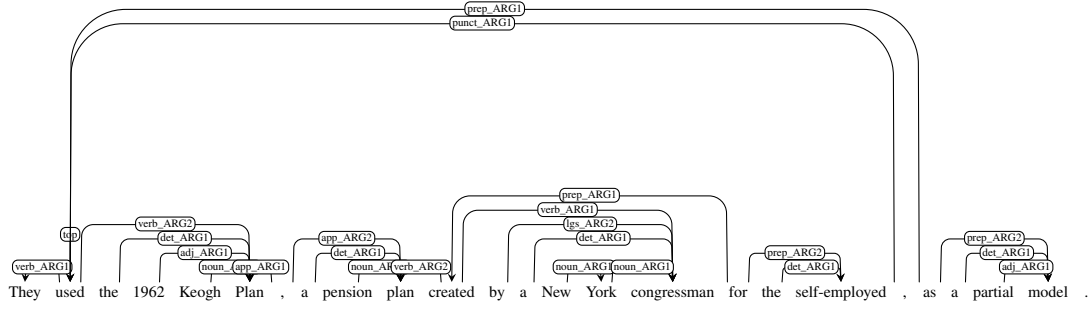 prep_ARG1
punct_ARG1
prep_ARG1
top verb_ARG2 verb_ARG1
det_ARG1 app_ARG2 lgs_ARG2
adj_ARG1 det_ARG1 det_ARG1 prep_ARG2 prep_ARG2
det_ARG1 det_ARG1
verb_ARG1 app_ARG1 verb_ARG2 noun_ARG1 noun_ARG1 adj_ARG1
They used the 1962 Keogh Plan , a pension plan created by a New York congressman for the self-employed , as a partial model .